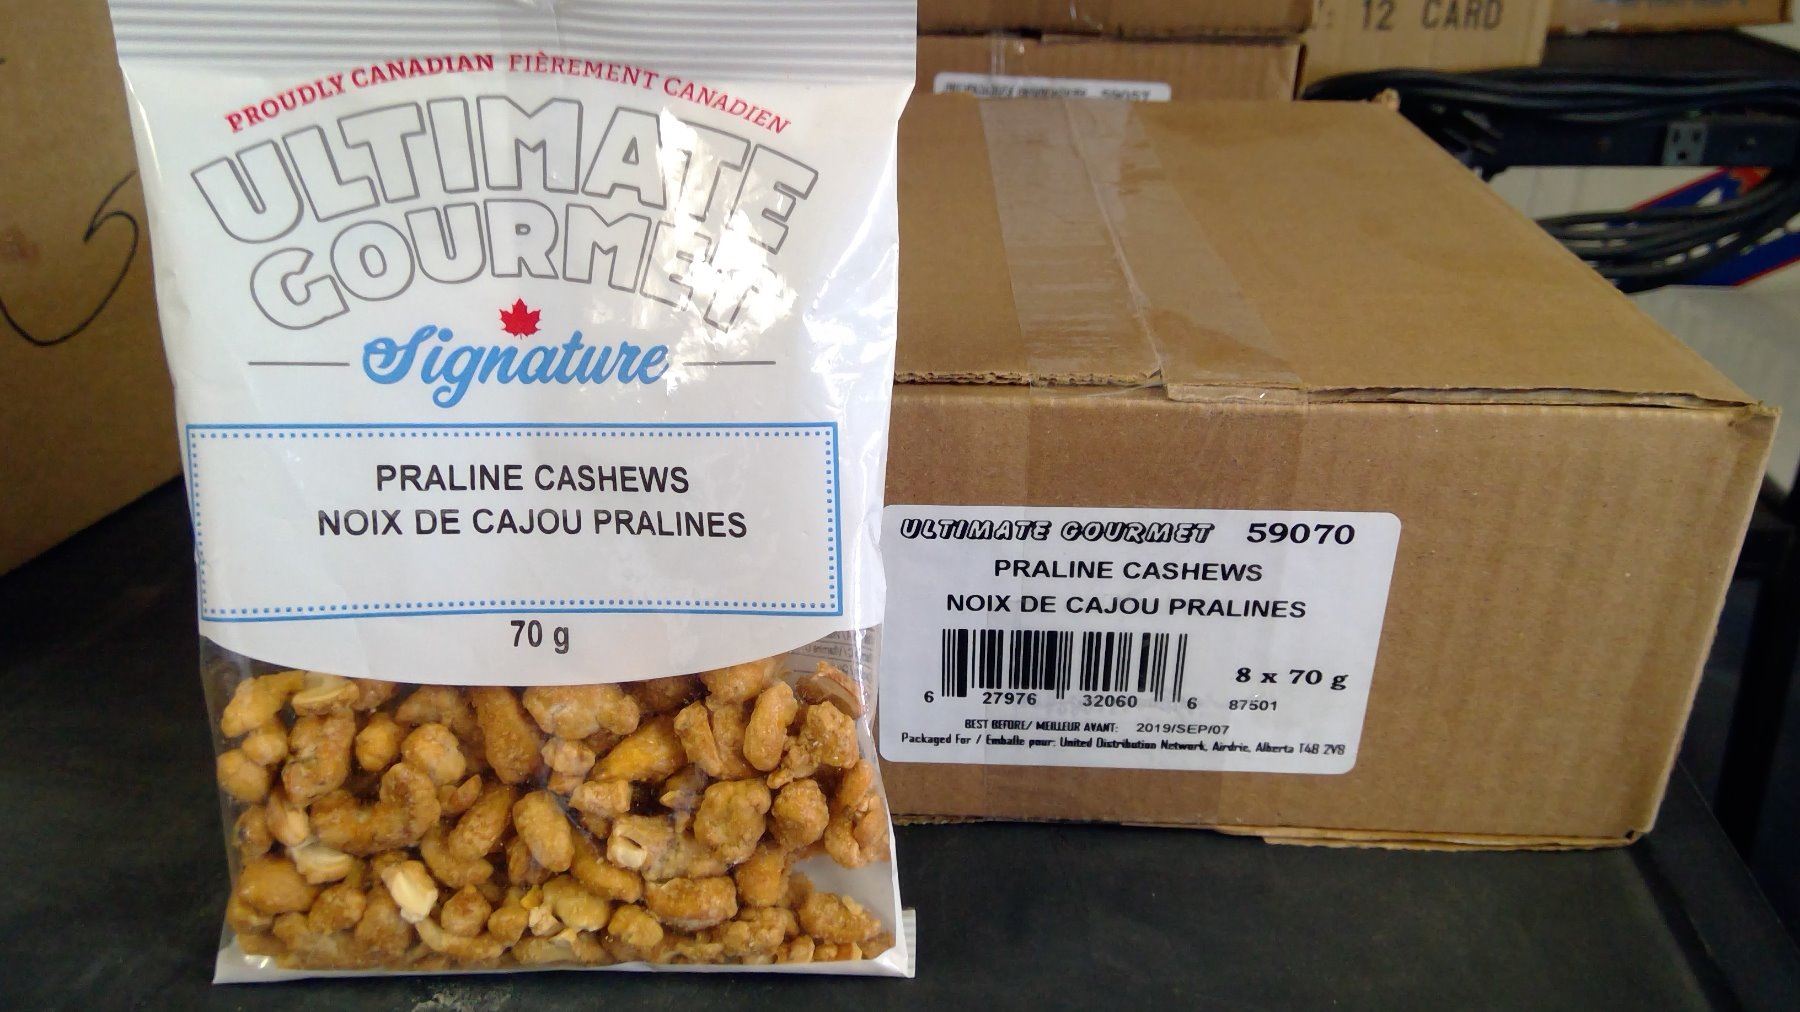 PROUDLY CANADIAN FIÈREMENT CANADIEN
ULTIMATE
GOURMET
Signature
PRALINE CASHEWS
NOIX DE CAJOU PRALINES
70 g
12 CARD
ULTIMATE GOURMET 59070
PRALINE CASHEWS
NOIX DE CAJOU PRALINES
8 x 70 g
6 27976 32060 6 87501
BEST BEFORE/ MEILLEUR AVANT: 2019/SEP/07
Packaged For / Emballe pour: United Distribution Network, Airdrie, Alberta T4B 2V8